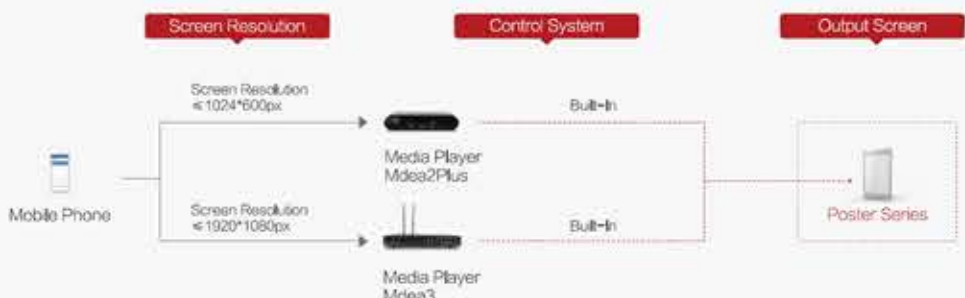 Screen Resolution
Control System
Output Screen
Screen Resolution
≤1024*600px
Built-In
Media Player
Mdea2Plus
Mobile Phone
Screen Resolution
≤1920*1080px
Built-In
Poster Series
Media Player
Mdea3